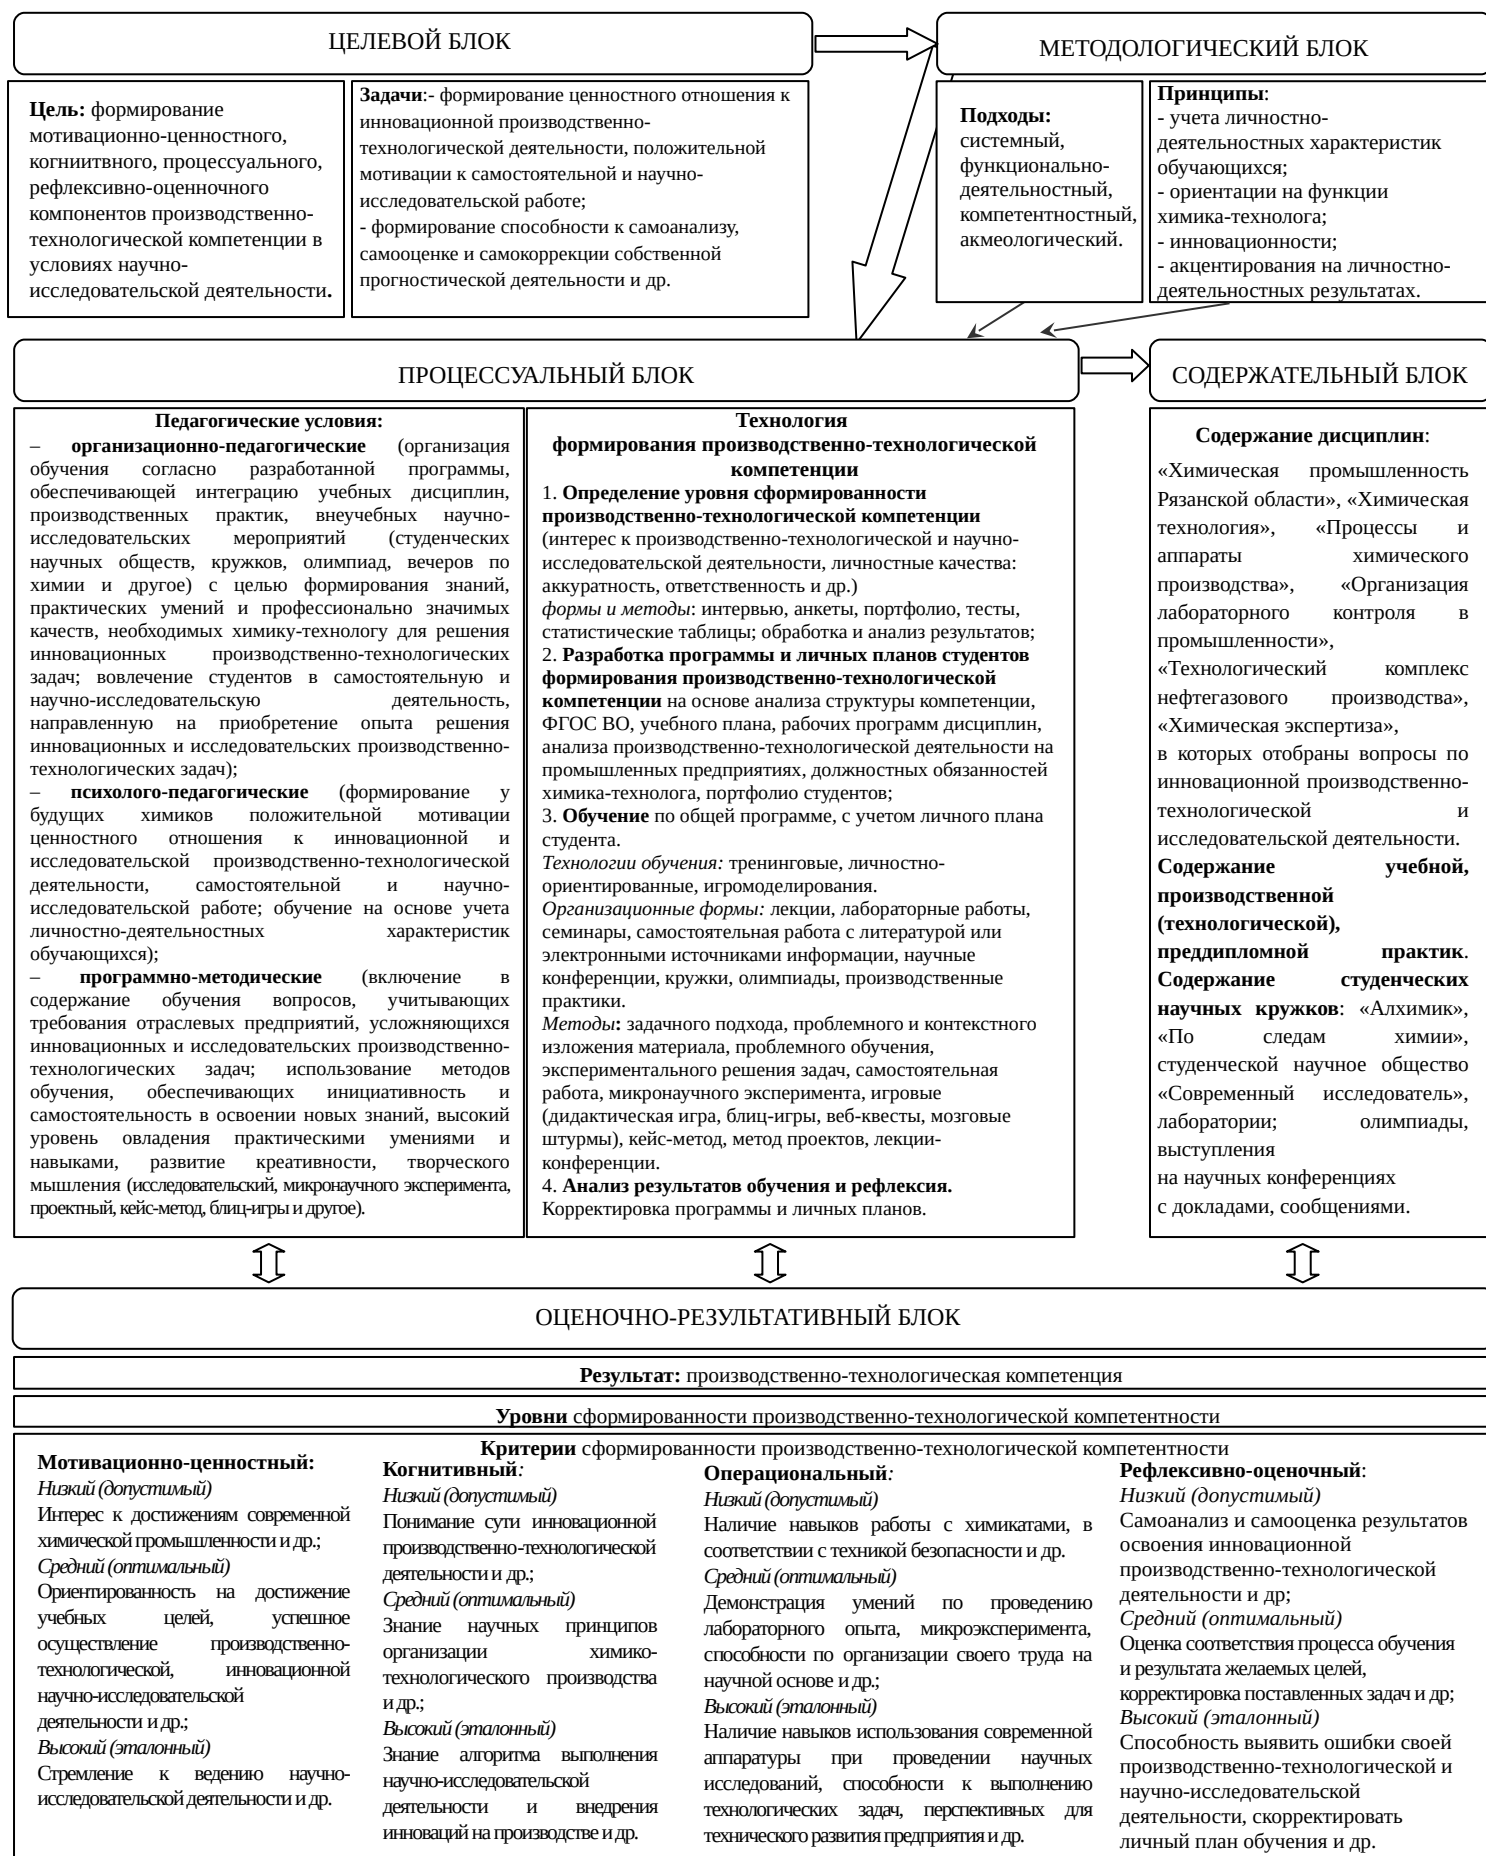 ЦЕЛЕВОЙ БЛОК
МЕТОДОЛОГИЧЕСКИЙ БЛОК
Цель: формирование
мотивационно-ценностного,
когниитвного, процессуального,
рефлексивно-оценночного
компонентов производственно-
технологической компетенции в
условиях научно-
исследовательской деятельности.
Задачи:- формирование ценностного отношения к
инновационной производственно-
технологической деятельности, положительной
мотивации к самостоятельной и научно-
исследовательской работе;
- формирование способности к самоанализу,
самооценке и самокоррекции собственной
прогностической деятельности и др.
Подходы:
системный,
функционально-
деятельностный,
компетентностный,
акмеологический.
Принципы:
- учета личностно-
деятельностных характеристик
обучающихся;
- ориентации на функции
химика-технолога;
- инновационности;
- акцентирования на личностно-
деятельностных результатах.
ПРОЦЕССУАЛЬНЫЙ БЛОК
СОДЕРЖАТЕЛЬНЫЙ БЛОК
Педагогические условия:
– организационно-педагогические (организация
обучения согласно разработанной программы,
обеспечивающей интеграцию учебных дисциплин,
производственных практик, внеучебных научно-
исследовательских мероприятий (студенческих
научных обществ, кружков, олимпиад, вечеров по
химии и другое) с целью формирования знаний,
практических умений и профессионально значимых
качеств, необходимых химику-технологу для решения
инновационных производственно-технологических
задач; вовлечение студентов в самостоятельную и
научно-исследовательскую деятельность,
направленную на приобретение опыта решения
инновационных и исследовательских производственно-
технологических задач);
– психолого-педагогические (формирование у
будущих химиков положительной мотивации
ценностного отношения к инновационной и
исследовательской производственно-технологической
деятельности, самостоятельной и научно-
исследовательской работе; обучение на основе учета
личностно-деятельностных характеристик
обучающихся);
– программно-методические (включение в
содержание обучения вопросов, учитывающих
требования отраслевых предприятий, усложняющихся
инновационных и исследовательских производственно-
технологических задач; использование методов
обучения, обеспечивающих инициативность и
самостоятельность в освоении новых знаний, высокий
уровень овладения практическими умениями и
навыками, развитие креативности, творческого
мышления (исследовательский, микронаучного эксперимента,
проектный, кейс-метод, блиц-игры и другое).
Технология
формирования производственно-технологической
компетенции
1. Определение уровня сформированности
производственно-технологической компетенции
(интерес к производственно-технологической и научно-
исследовательской деятельности, личностные качества:
аккуратность, ответственность и др.)
формы и методы: интервью, анкеты, портфолио, тесты,
статистические таблицы; обработка и анализ результатов;
2. Разработка программы и личных планов студентов
формирования производственно-технологической
компетенции на основе анализа структуры компетенции,
ФГОС ВО, учебного плана, рабочих программ дисциплин,
анализа производственно-технологической деятельности на
промышленных предприятиях, должностных обязанностей
химика-технолога, портфолио студентов;
3. Обучение по общей программе, с учетом личного плана
студента.
Технологии обучения: тренинговые, личностно-
ориентированные, игромоделирования.
Организационные формы: лекции, лабораторные работы,
семинары, самостоятельная работа с литературой или
электронными источниками информации, научные
конференции, кружки, олимпиады, производственные
практики.
Методы: задачного подхода, проблемного и контекстного
изложения материала, проблемного обучения,
экспериментального решения задач, самостоятельная
работа, микронаучного эксперимента, игровые
(дидактическая игра, блиц-игры, веб-квесты, мозговые
штурмы), кейс-метод, метод проектов, лекции-
конференции.
4. Анализ результатов обучения и рефлексия.
Корректировка программы и личных планов.
Содержание дисциплин:
«Химическая промышленность
Рязанской области», «Химическая
технология», «Процессы и
аппараты химического
производства», «Организация
лабораторного контроля в
промышленности»,
«Технологический комплекс
нефтегазового производства»,
«Химическая экспертиза»,
в которых отобраны вопросы по
инновационной производственно-
технологической и
исследовательской деятельности.
Содержание учебной,
производственной
(технологической),
преддипломной практик.
Содержание студенческих
научных кружков: «Алхимик»,
«По следам химии»,
студенческой научное общество
«Современный исследователь»,
лаборатории; олимпиады,
выступления
на научных конференциях
с докладами, сообщениями.
ОЦЕНОЧНО-РЕЗУЛЬТАТИВНЫЙ БЛОК
Результат: производственно-технологическая компетенция
Уровни сформированности производственно-технологической компетентности
Критерии сформированности производственно-технологической компетентности
Мотивационно-ценностный:
Низкий (допустимый)
Интерес к достижениям современной
химической промышленности и др.;
Средний (оптимальный)
Ориентированность на достижение
учебных целей, успешное
осуществление производственно-
технологической, инновационной
научно-исследовательской
деятельности и др.;
Высокий (эталонный)
Стремление к ведению научно-
исследовательской деятельности и др.
Когнитивный:
Низкий (допустимый)
Понимание сути инновационной
производственно-технологической
деятельности и др.;
Средний (оптимальный)
Знание научных принципов
организации химико-
технологического производства
и др.;
Высокий (эталонный)
Знание алгоритма выполнения
научно-исследовательской
деятельности и внедрения
инноваций на производстве и др.
Операциональный:
Низкий (допустимый)
Наличие навыков работы с химикатами, в
соответствии с техникой безопасности и др.
Средний (оптимальный)
Демонстрация умений по проведению
лабораторного опыта, микроэксперимента,
способности по организации своего труда на
научной основе и др.;
Высокий (эталонный)
Наличие навыков использования современной
аппаратуры при проведении научных
исследований, способности к выполнению
технологических задач, перспективных для
технического развития предприятия и др.
Рефлексивно-оценочный:
Низкий (допустимый)
Самоанализ и самооценка результатов
освоения инновационной
производственно-технологической
деятельности и др;
Средний (оптимальный)
Оценка соответствия процесса обучения
и результата желаемых целей,
корректировка поставленных задач и др;
Высокий (эталонный)
Способность выявить ошибки своей
производственно-технологической и
научно-исследовательской
деятельности, скорректировать
личный план обучения и др.